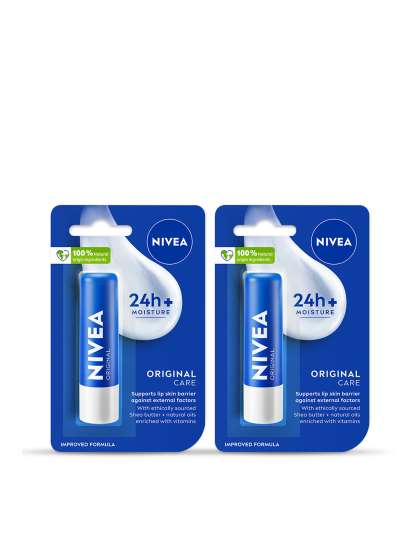 NIVEA
100% Natural
origin ingredients
24h+
MOISTURE
NIVEA
ORIGINAL
ORIGINAL
CARE
Supports lip skin barrier
against external factors
With ethically sourced
Shea butter + natural oils
enriched with vitamins
IMPROVED FORMULA
NIVEA
100% Natural
origin ingredients
24h+
MOISTURE
NIVEA
ORIGINAL
ORIGINAL
CARE
Supports lip skin barrier
against external factors
With ethically sourced
Shea butter + natural oils
enriched with vitamins
IMPROVED FORMULA